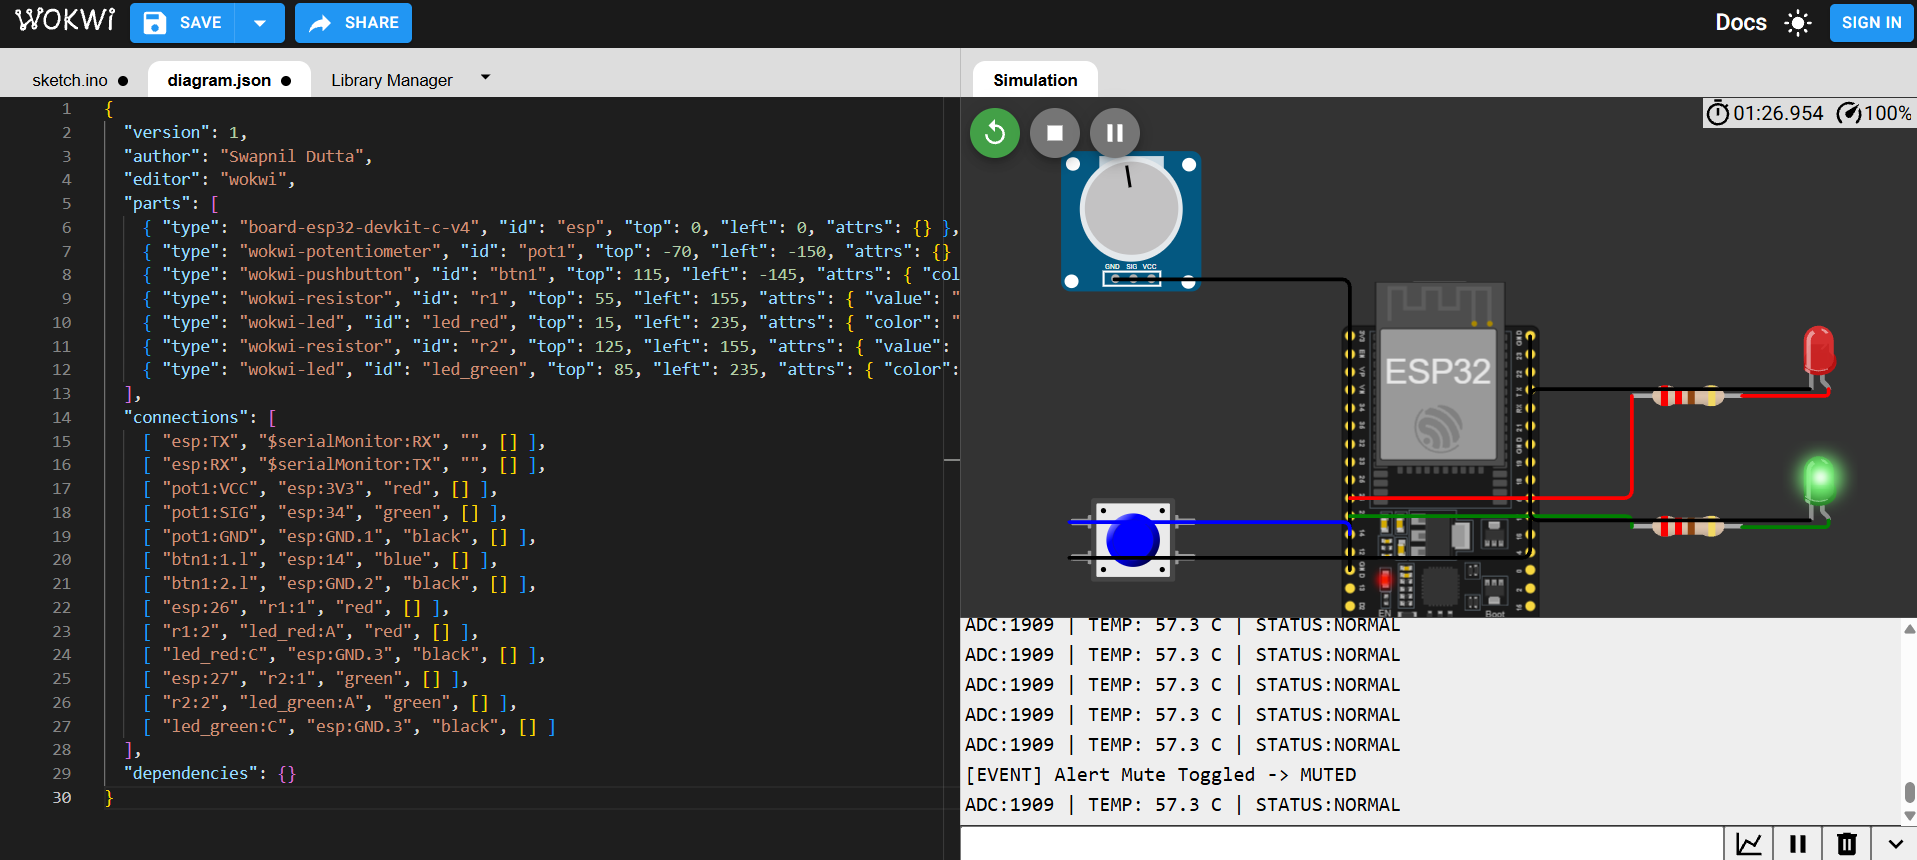 WOKWI
SAVE
SHARE
Docs
SIGN IN
sketch.ino ●
diagram.json ●
Library Manager
1 {
2 "version": 1,
3 "author": "Swapnil Dutta",
4 "editor": "wokwi",
5 "parts": [
6 { "type": "board-esp32-devkit-c-v4", "id": "esp", "top": 0, "left": 0, "attrs": {} },
7 { "type": "wokwi-potentiometer", "id": "pot1", "top": -70, "left": -150, "attrs": {}
8 { "type": "wokwi-pushbutton", "id": "btn1", "top": 115, "left": -145, "attrs": { "col
9 { "type": "wokwi-resistor", "id": "r1", "top": 55, "left": 155, "attrs": { "value": "
10 { "type": "wokwi-led", "id": "led_red", "top": 15, "left": 235, "attrs": { "color": "
11 { "type": "wokwi-resistor", "id": "r2", "top": 125, "left": 155, "attrs": { "value":
12 { "type": "wokwi-led", "id": "led_green", "top": 85, "left": 235, "attrs": { "color":
13 ],
14 "connections": [
15 [ "esp:TX", "$serialMonitor:RX", "", [] ],
16 [ "esp:RX", "$serialMonitor:TX", "", [] ],
17 [ "pot1:VCC", "esp:3V3", "red", [] ],
18 [ "pot1:SIG", "esp:34", "green", [] ],
19 [ "pot1:GND", "esp:GND.1", "black", [] ],
20 [ "btn1:1.l", "esp:14", "blue", [] ],
21 [ "btn1:2.l", "esp:GND.2", "black", [] ],
22 [ "esp:26", "r1:1", "red", [] ],
23 [ "r1:2", "led_red:A", "red", [] ],
24 [ "led_red:C", "esp:GND.3", "black", [] ],
25 [ "esp:27", "r2:1", "green", [] ],
26 [ "r2:2", "led_green:A", "green", [] ],
27 [ "led_green:C", "esp:GND.3", "black", [] ]
28 ],
29 "dependencies": {}
30 }
Simulation
01:26.954 100%
GND SIG VCC
ESP32
EN
Boot
ADC:1909 | TEMP: 57.3 C | STATUS:NORMAL
ADC:1909 | TEMP: 57.3 C | STATUS:NORMAL
ADC:1909 | TEMP: 57.3 C | STATUS:NORMAL
ADC:1909 | TEMP: 57.3 C | STATUS:NORMAL
ADC:1909 | TEMP: 57.3 C | STATUS:NORMAL
[EVENT] Alert Mute Toggled -> MUTED
ADC:1909 | TEMP: 57.3 C | STATUS:NORMAL